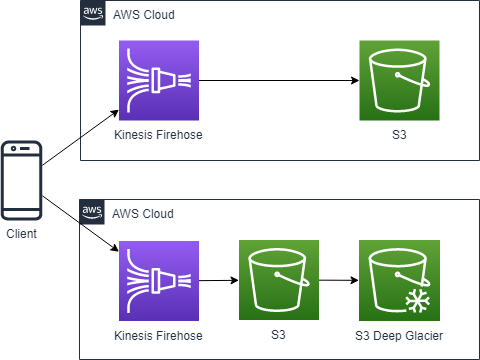 aws AWS Cloud
Kinesis Firehose S3
Client
aws AWS Cloud
Kinesis Firehose S3 S3 Deep Glacier